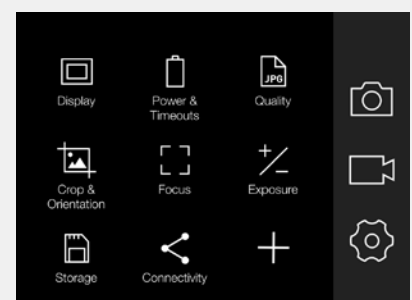 Display
Power &
Timeouts
JPG
Quality
Crop &
Orientation
Focus
Exposure
Storage
Connectivity